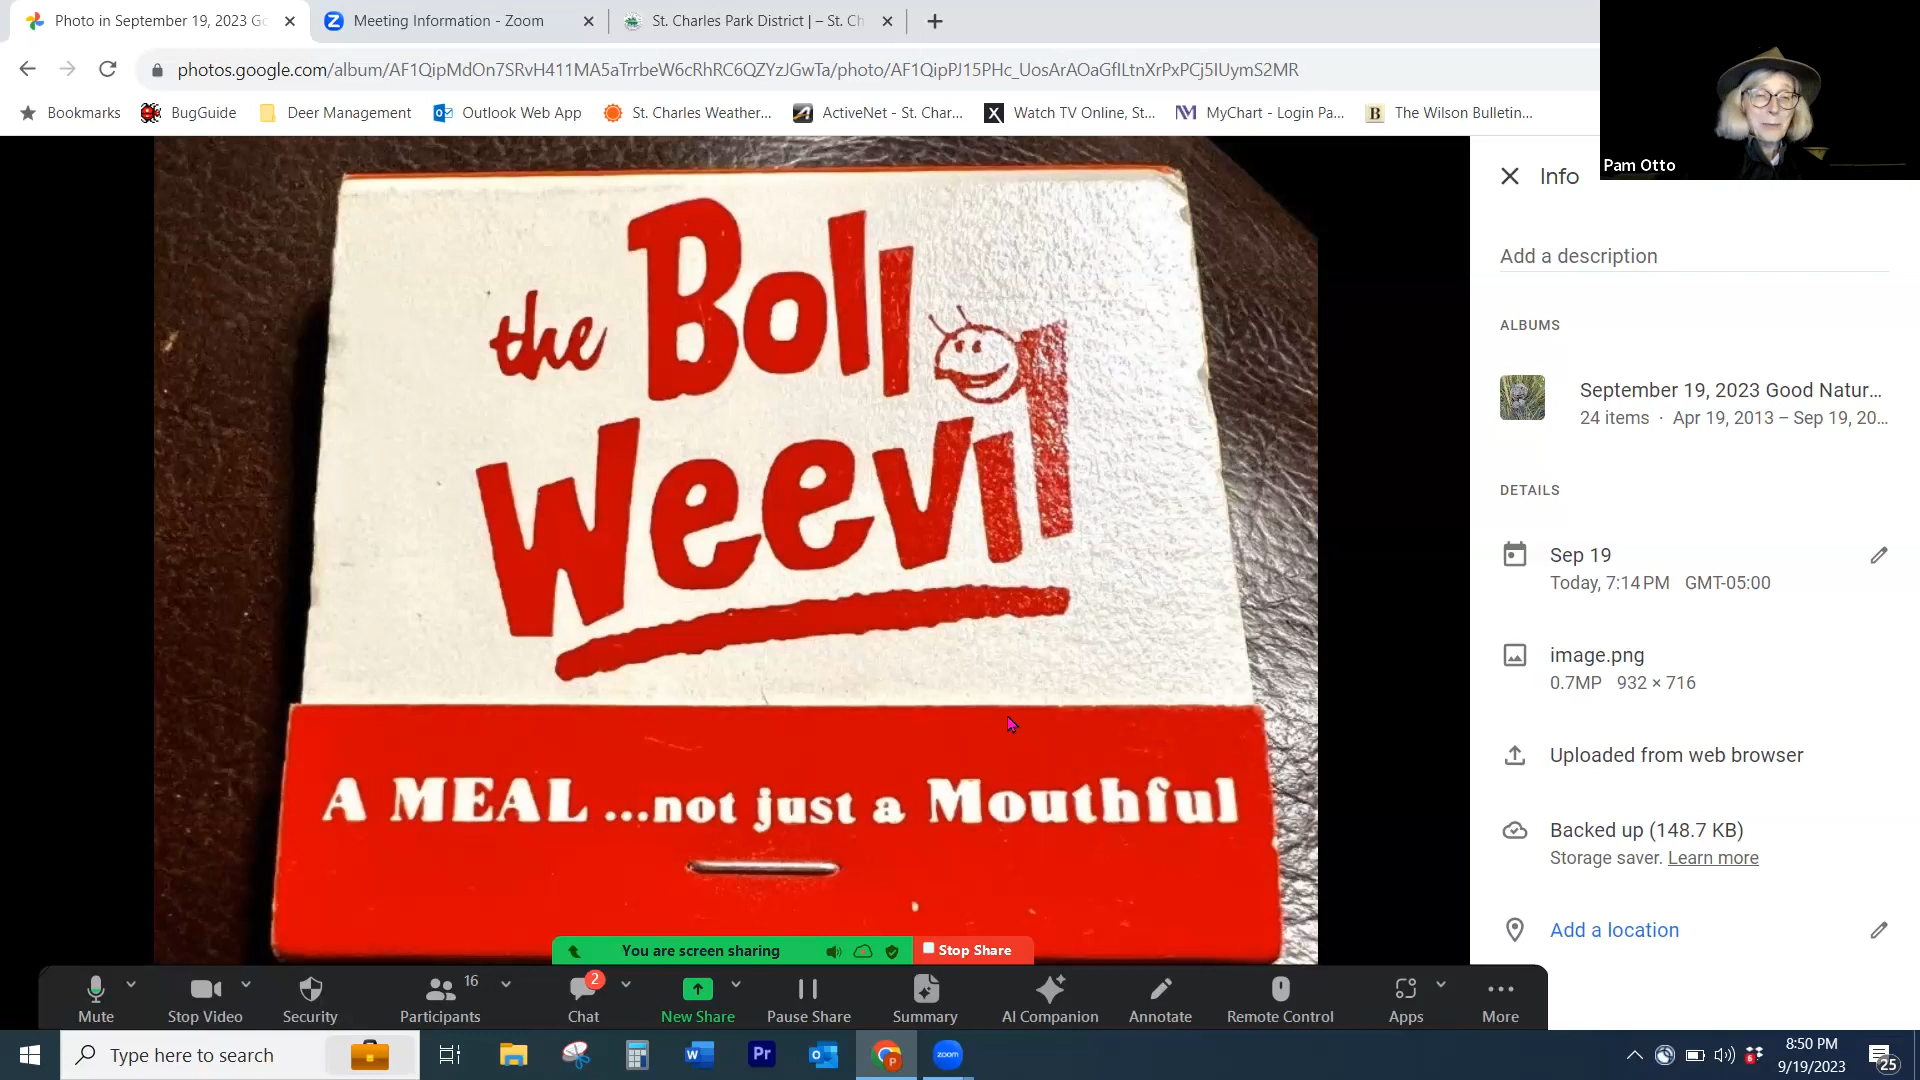 Photo in September 19, 2023 Go
Meeting Information - Zoom
St. Charles Park District | – St. Ch
photos.google.com/album/AF1QipMdOn7SRvH411MA5aTrrbeW6cRhRC6QZYzJGwTa/photo/AF1QipPJ15PHc_UosArAOaGfILtnXrPxPCj5IUymS2MR
Bookmarks
BugGuide
Deer Management
Outlook Web App
St. Charles Weather...
ActiveNet - St. Char...
Watch TV Online, St...
MyChart - Login Pa...
The Wilson Bulletin...
Pam Otto
the Boll
Weevil
A MEAL ...not just a Mouthful
Info
Add a description
ALBUMS
September 19, 2023 Good Natur...
24 items · Apr 19, 2013 – Sep 19, 20...
DETAILS
Sep 19
Today, 7:14 PM GMT-05:00
image.png
0.7MP 932 × 716
Uploaded from web browser
Backed up (148.7 KB)
Storage saver. Learn more
Add a location
You are screen sharing
Stop Share
Mute
Stop Video
Security
Participants 16
Chat 2
New Share
Pause Share
Summary
AI Companion
Annotate
Remote Control
Apps
More
Type here to search
zoom
8:50 PM
9/19/2023
25